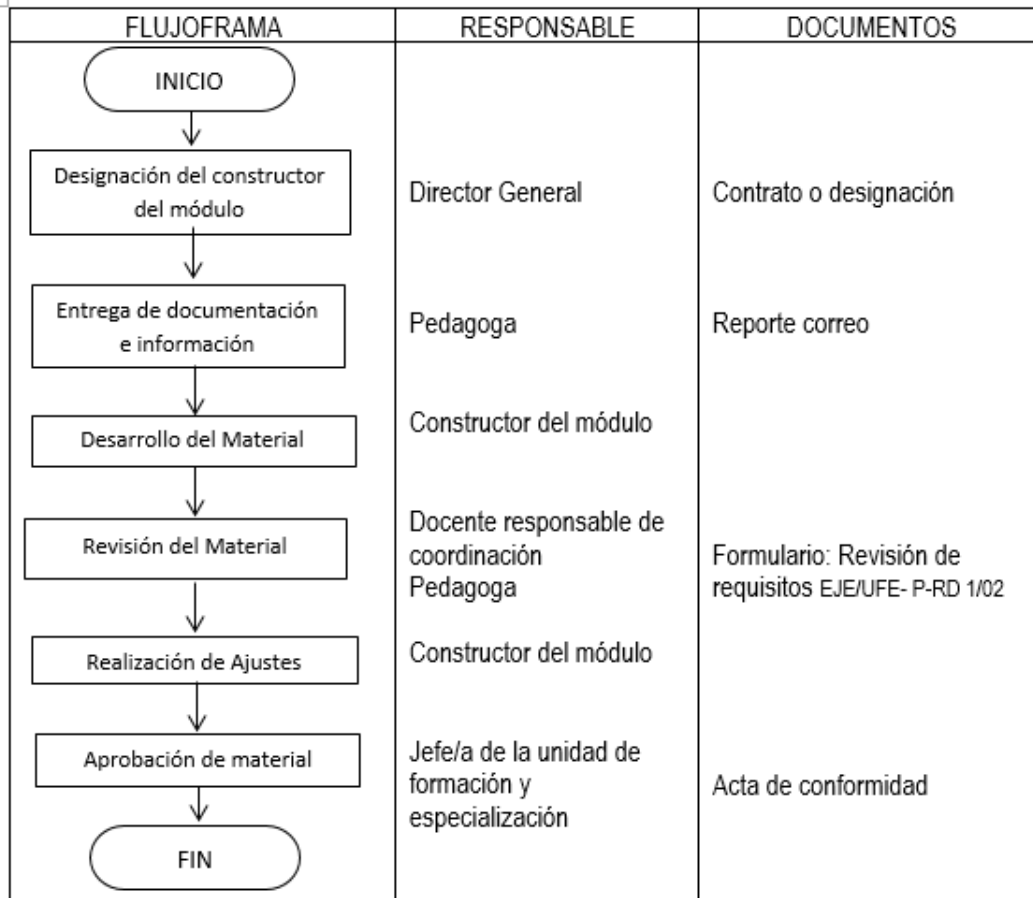 FLUJOFRAMA
RESPONSABLE
DOCUMENTOS
INICIO
Designación del constructor
del módulo
Director General
Contrato o designación
Entrega de documentación
e información
Pedagoga
Reporte correo
Desarrollo del Material
Constructor del módulo
Revisión del Material
Docente responsable de
coordinación
Pedagoga
Formulario: Revisión de
requisitos EJE/UFE- P-RD 1/02
Realización de Ajustes
Constructor del módulo
Aprobación de material
Jefe/a de la unidad de
formación y
especialización
Acta de conformidad
FIN